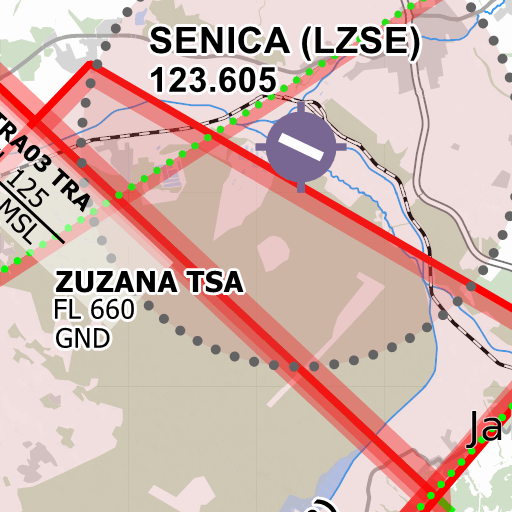 SENICA (LZSE)
123.605
TRA03 TRA
125
MSL
ZUZANA TSA
FL 660
GND
Ja